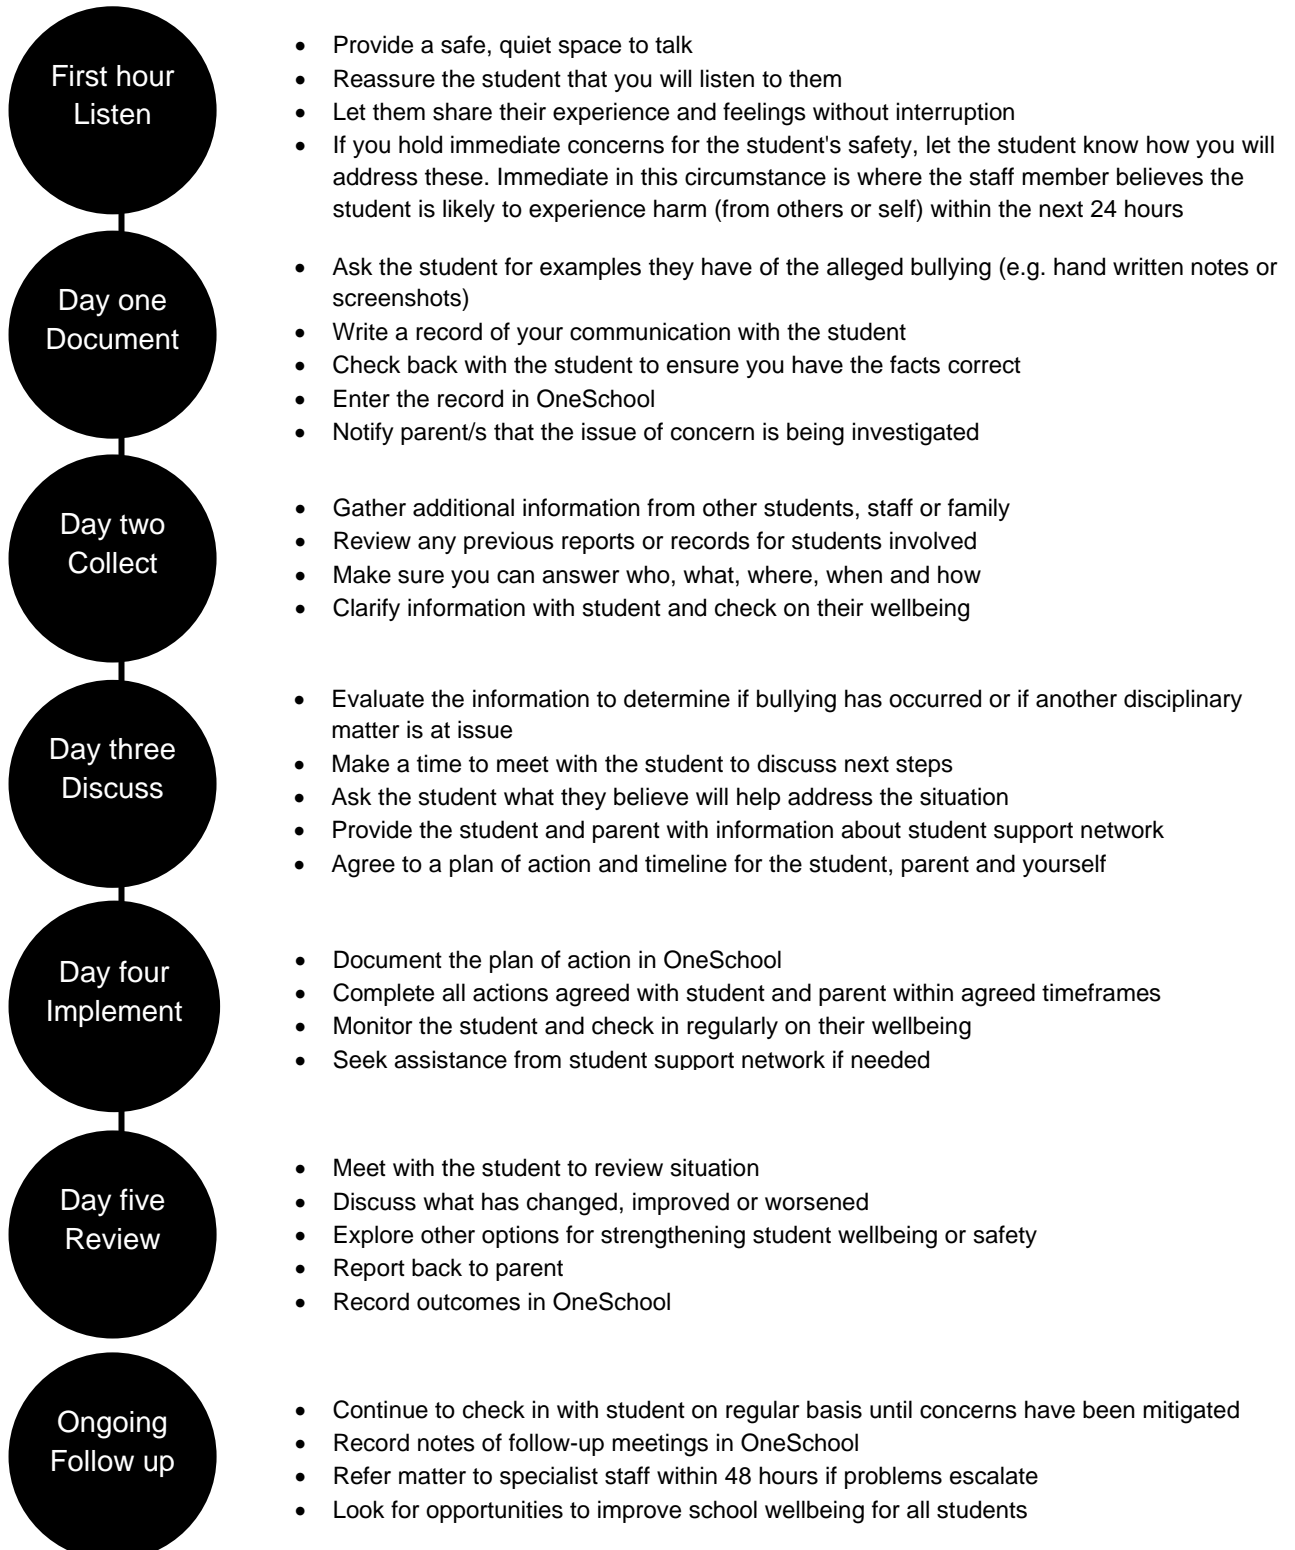 First hour
Listen
• Provide a safe, quiet space to talk
• Reassure the student that you will listen to them
• Let them share their experience and feelings without interruption
• If you hold immediate concerns for the student's safety, let the student know how you will
address these. Immediate in this circumstance is where the staff member believes the
student is likely to experience harm (from others or self) within the next 24 hours
Day one
Document
• Ask the student for examples they have of the alleged bullying (e.g. hand written notes or
screenshots)
• Write a record of your communication with the student
• Check back with the student to ensure you have the facts correct
• Enter the record in OneSchool
• Notify parent/s that the issue of concern is being investigated
Day two
Collect
• Gather additional information from other students, staff or family
• Review any previous reports or records for students involved
• Make sure you can answer who, what, where, when and how
• Clarify information with student and check on their wellbeing
Day three
Discuss
• Evaluate the information to determine if bullying has occurred or if another disciplinary
matter is at issue
• Make a time to meet with the student to discuss next steps
• Ask the student what they believe will help address the situation
• Provide the student and parent with information about student support network
• Agree to a plan of action and timeline for the student, parent and yourself
Day four
Implement
• Document the plan of action in OneSchool
• Complete all actions agreed with student and parent within agreed timeframes
• Monitor the student and check in regularly on their wellbeing
• Seek assistance from student support network if needed
Day five
Review
• Meet with the student to review situation
• Discuss what has changed, improved or worsened
• Explore other options for strengthening student wellbeing or safety
• Report back to parent
• Record outcomes in OneSchool
Ongoing
Follow up
• Continue to check in with student on regular basis until concerns have been mitigated
• Record notes of follow-up meetings in OneSchool
• Refer matter to specialist staff within 48 hours if problems escalate
• Look for opportunities to improve school wellbeing for all students